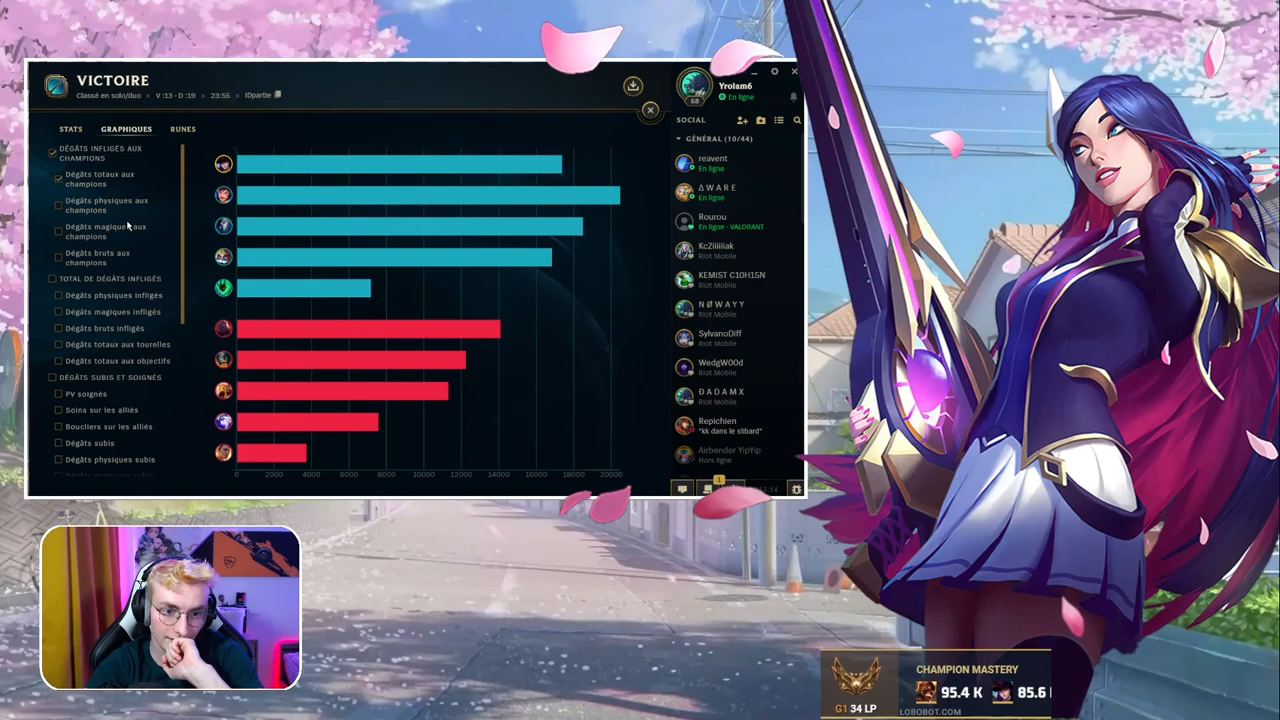 VICTOIRE
Classé en solo/duo • V :13 - D :19 • 23:55 • IDpartie
STATS GRAPHIQUES RUNES
DÉGÂTS INFLIGÉS AUX
CHAMPIONS
Dégâts totaux aux
champions
Dégâts physiques aux
champions
Dégâts magiques aux
champions
Dégâts bruts aux
champions
TOTAL DE DÉGÂTS INFLIGÉS
Dégâts physiques infligés
Dégâts magiques infligés
Dégâts bruts infligés
Dégâts totaux aux tourelles
Dégâts totaux aux objectifs
DÉGÂTS SUBIS ET SOIGNÉS
PV soignés
Soins sur les alliés
Boucliers sur les alliés
Dégâts subis
Dégâts physiques subis
0 2000 4000 6000 8000 10000 12000 14000 16000 18000 20000
68
Yrolam6
En ligne
SOCIAL
GÉNÉRAL (10/44)
reavent
En ligne
Δ W A R E
En ligne
Rourou
En ligne - VALORANT
KcZiiiiiiak
Riot Mobile
KEMIST C10H15N
Riot Mobile
N Ø W A Y Y
Riot Mobile
SylvanoDiff
Riot Mobile
WedgW00d
Riot Mobile
Ð A D A M X
Riot Mobile
Repichien
"kk dans le slibard"
Airbender YipYip
Hors ligne
1
CHAMPION MASTERY
95.4 K 85.6
G1 34 LP
LOBOBOT.COM